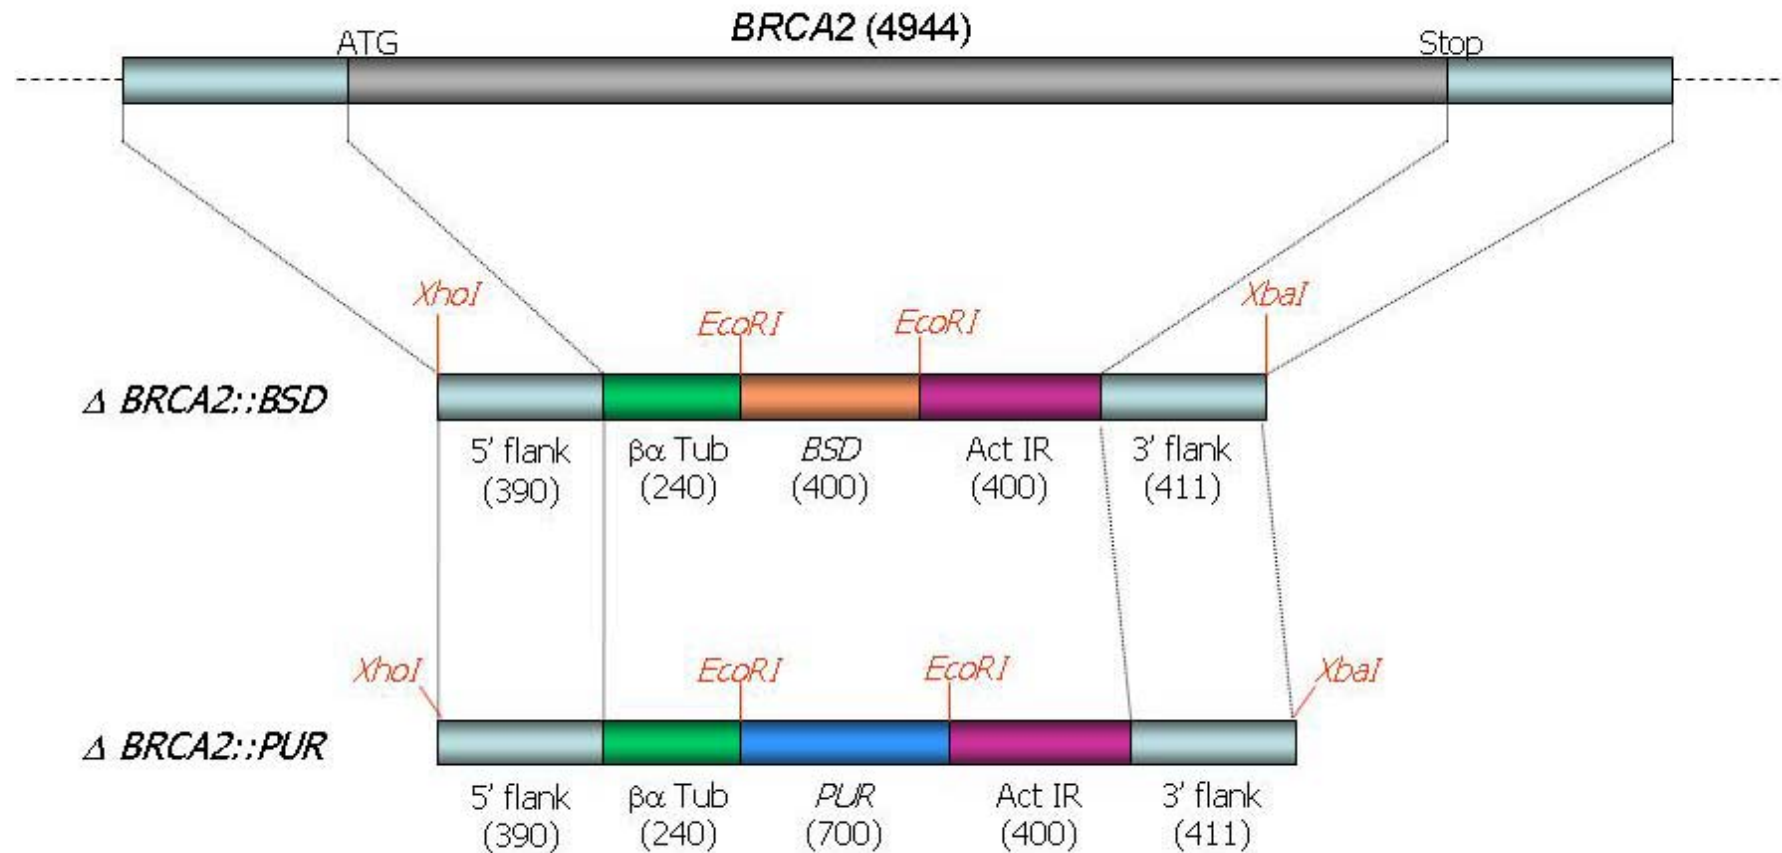 BRCA2 (4944)
ATG
Stop
XhoI
XbaI
EcoRI
EcoRI
Δ BRCA2::BSD
5' flank
(390)
βα Tub
(240)
BSD
(400)
Act IR
(400)
3' flank
(411)
XhoI
EcoRI
EcoRI
XbaI
Δ BRCA2::PUR
5' flank
(390)
βα Tub
(240)
PUR
(700)
Act IR
(400)
3' flank
(411)